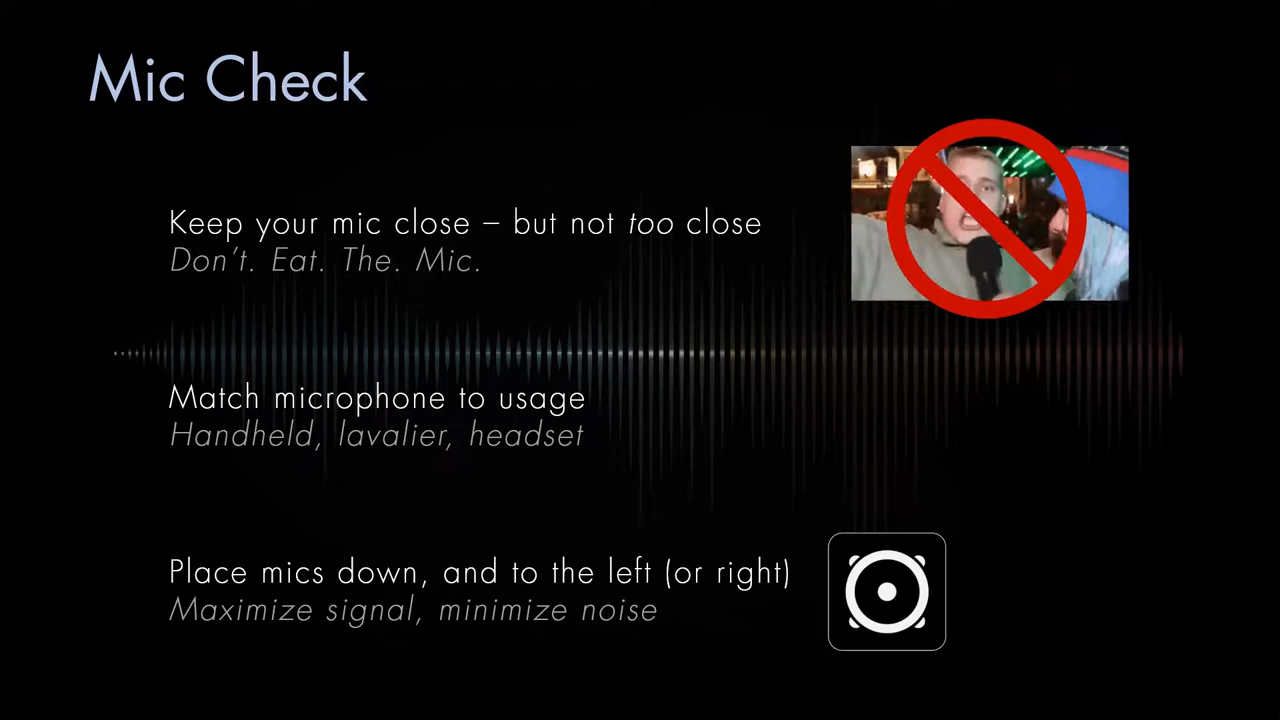 Mic Check
Keep your mic close – but not too close
Don't. Eat. The. Mic.
Match microphone to usage
Handheld, lavalier, headset
Place mics down, and to the left (or right)
Maximize signal, minimize noise